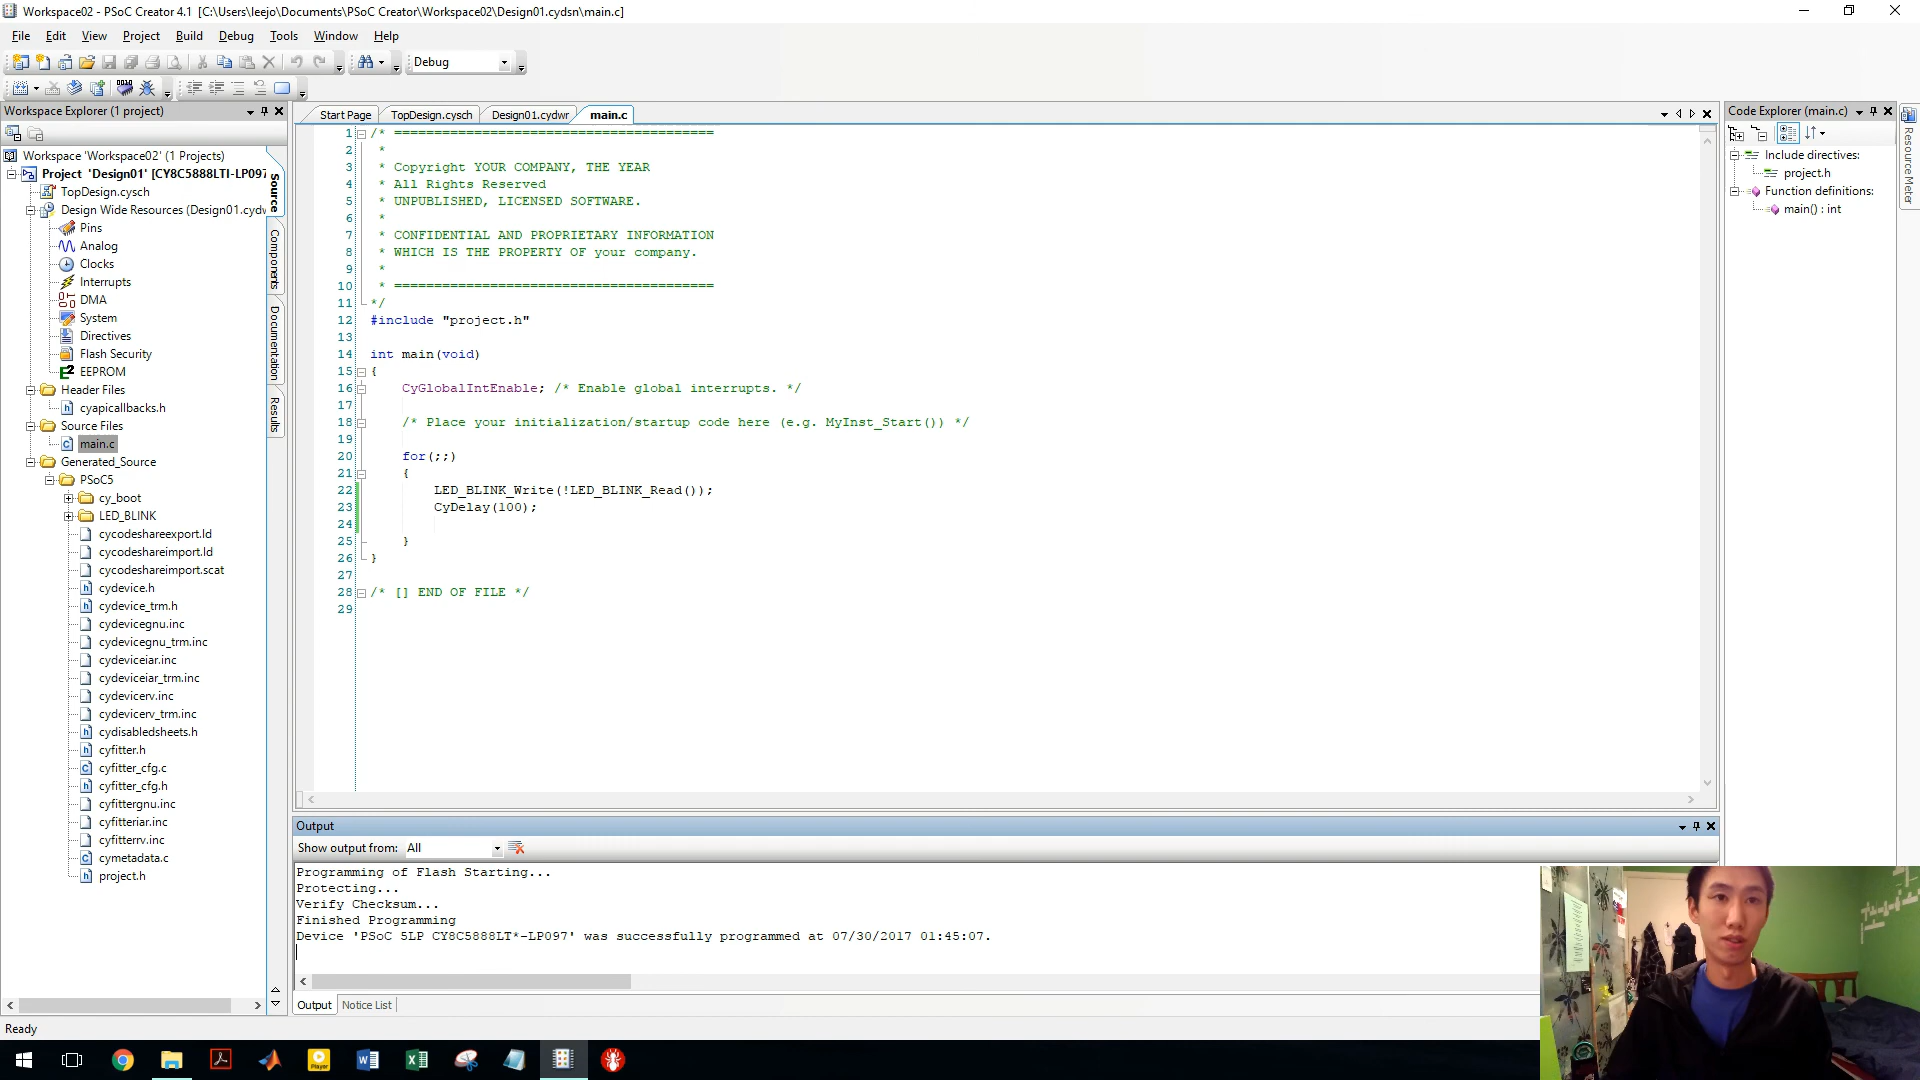 Workspace02 - PSoC Creator 4.1 [C:\Users\leejo\Documents\PSoC Creator\Workspace02\Design01.cydsn\main.c]
File Edit View Project Build Debug Tools Window Help
Debug
Workspace Explorer (1 project)
Workspace 'Workspace02' (1 Projects)
Project 'Design01' [CY8C5888LTI-LP097
TopDesign.cysch
Design Wide Resources (Design01.cydw
Pins
Analog
Clocks
Interrupts
DMA
System
Directives
Flash Security
EEPROM
Header Files
cyapicallbacks.h
Source Files
main.c
Generated_Source
PSoC5
cy_boot
LED_BLINK
cycodeshareexport.ld
cycodeshareimport.ld
cycodeshareimport.scat
cydevice.h
cydevice_trm.h
cydevicegnu.inc
cydevicegnu_trm.inc
cydeviceiar.inc
cydeviceiar_trm.inc
cydevicerv.inc
cydevicerv_trm.inc
cydisabledsheets.h
cyfitter.h
cyfitter_cfg.c
cyfitter_cfg.h
cyfittergnu.inc
cyfitteriar.inc
cyfitterrv.inc
cymetadata.c
project.h
Source
Components
Documentation
Results
Start Page TopDesign.cysch Design01.cydwr main.c
1 /* ========================================
2 *
3 * Copyright YOUR COMPANY, THE YEAR
4 * All Rights Reserved
5 * UNPUBLISHED, LICENSED SOFTWARE.
6 *
7 * CONFIDENTIAL AND PROPRIETARY INFORMATION
8 * WHICH IS THE PROPERTY OF your company.
9 *
10 * ========================================
11 */
12 #include "project.h"
13
14 int main(void)
15 {
16 CyGlobalIntEnable; /* Enable global interrupts. */
17
18 /* Place your initialization/startup code here (e.g. MyInst_Start()) */
19
20 for(;;)
21 {
22 LED_BLINK_Write(!LED_BLINK_Read());
23 CyDelay(100);
24
25 }
26 }
27
28 /* [] END OF FILE */
29
Code Explorer (main.c)
Include directives:
project.h
Function definitions:
main() : int
Resource Meter
Output
Show output from: All
Programming of Flash Starting...
Protecting...
Verify Checksum...
Finished Programming
Device 'PSoC 5LP CY8C5888LT*-LP097' was successfully programmed at 07/30/2017 01:45:07.
Output Notice List
Ready